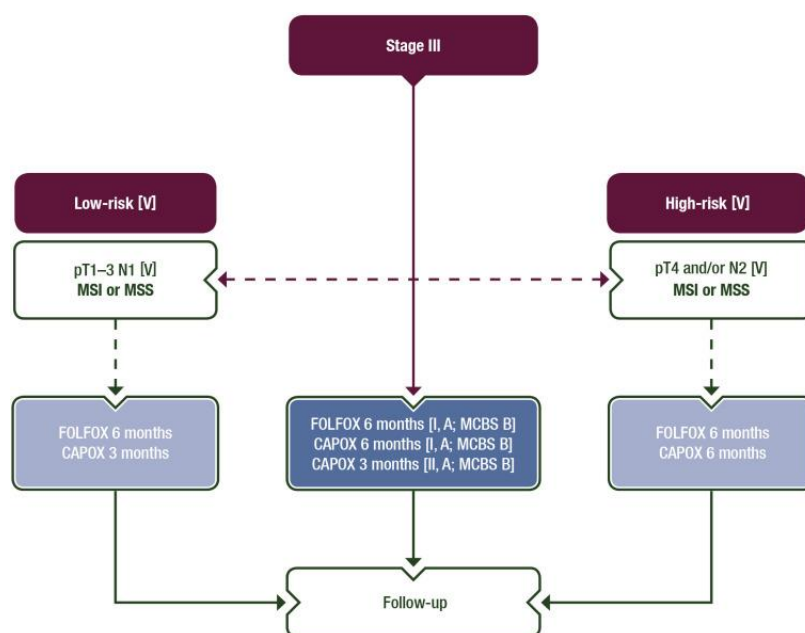 Stage III
Low-risk [V]
High-risk [V]
pT1–3 N1 [V]
MSI or MSS
pT4 and/or N2 [V]
MSI or MSS
FOLFOX 6 months
CAPOX 3 months
FOLFOX 6 months [I, A; MCBS B]
CAPOX 6 months [I, A; MCBS B]
CAPOX 3 months [II, A; MCBS B]
FOLFOX 6 months
CAPOX 6 months
Follow-up